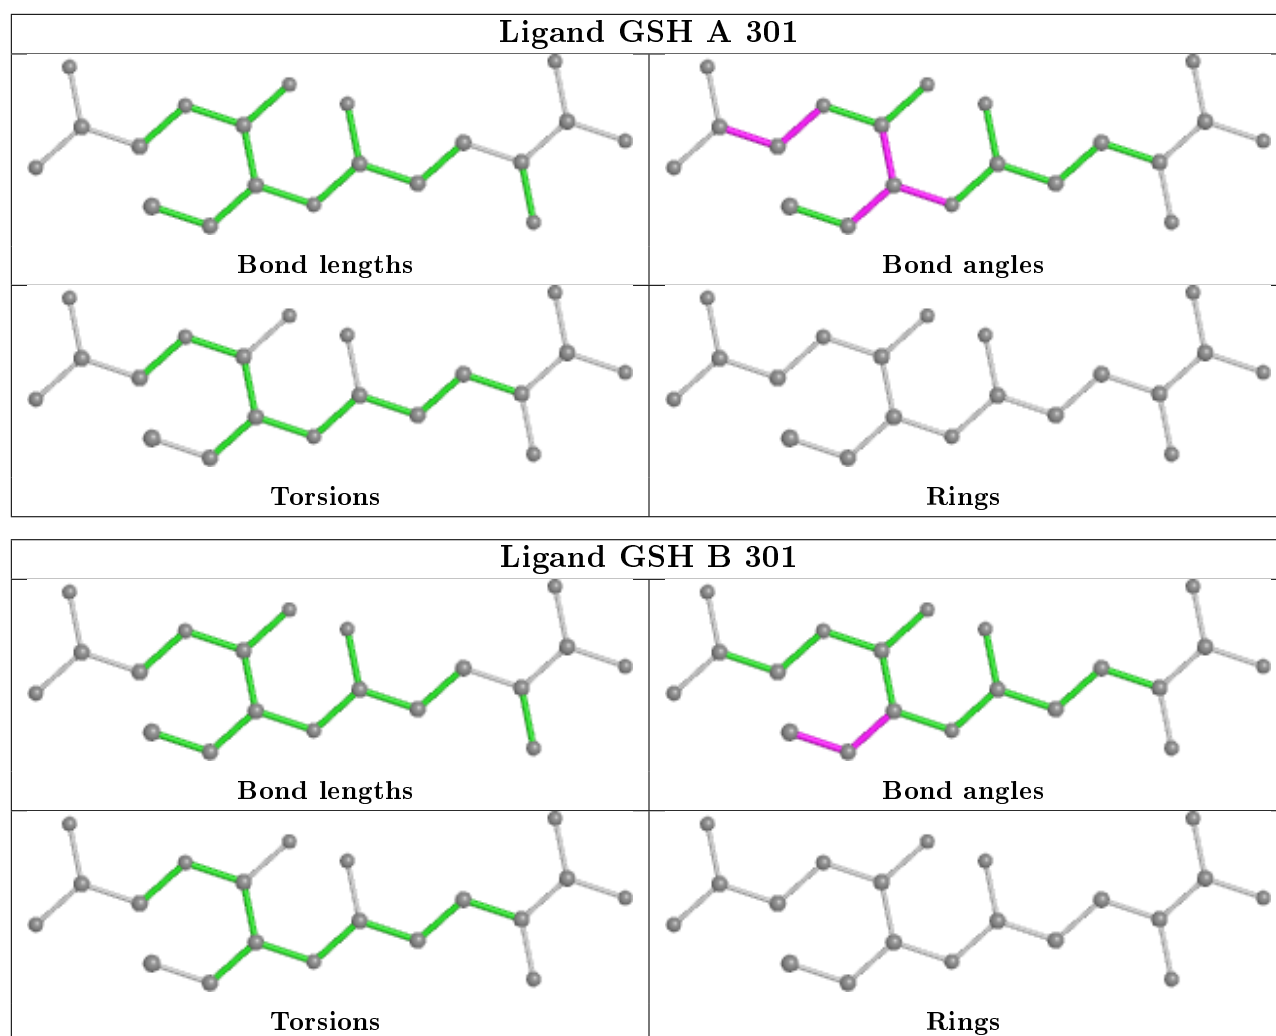 Ligand GSH A 301
Bond lengths
Bond angles
Torsions
Rings
Ligand GSH B 301
Bond lengths
Bond angles
Torsions
Rings